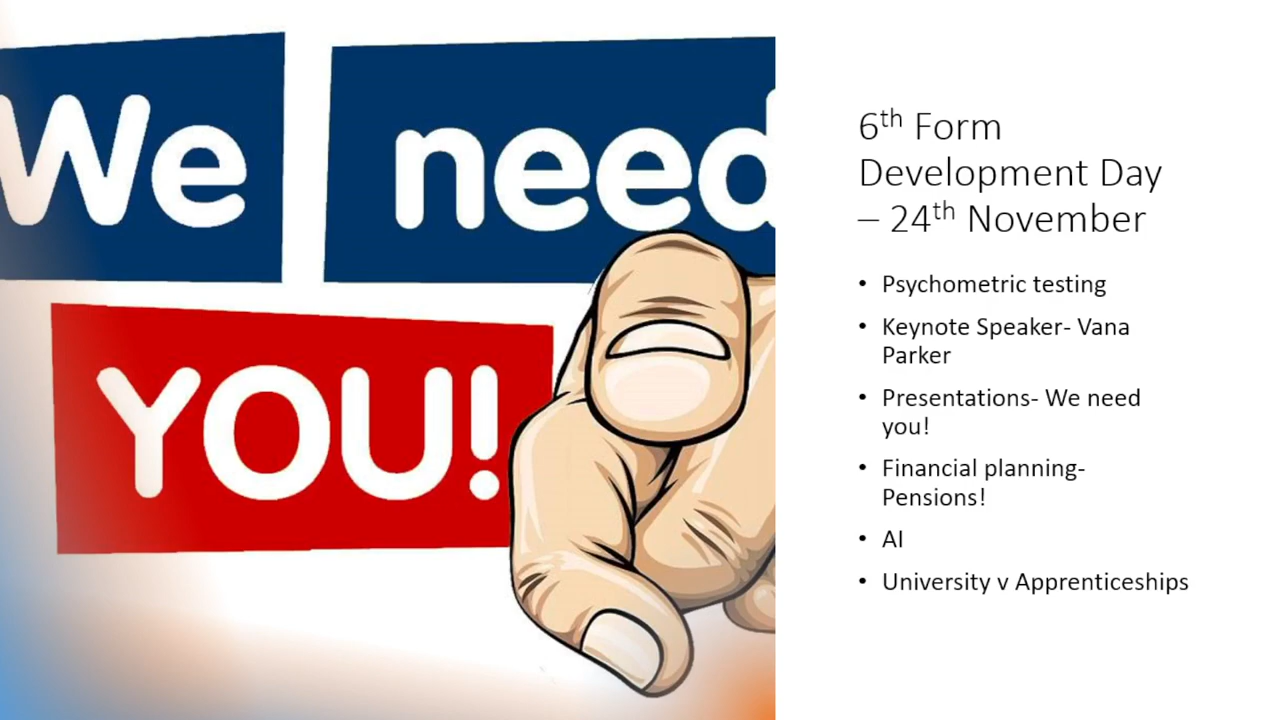 We need
YOU!
6th Form
Development Day
– 24th November
• Psychometric testing
• Keynote Speaker- Vana
Parker
• Presentations- We need
you!
• Financial planning-
Pensions!
• AI
• University v Apprenticeships